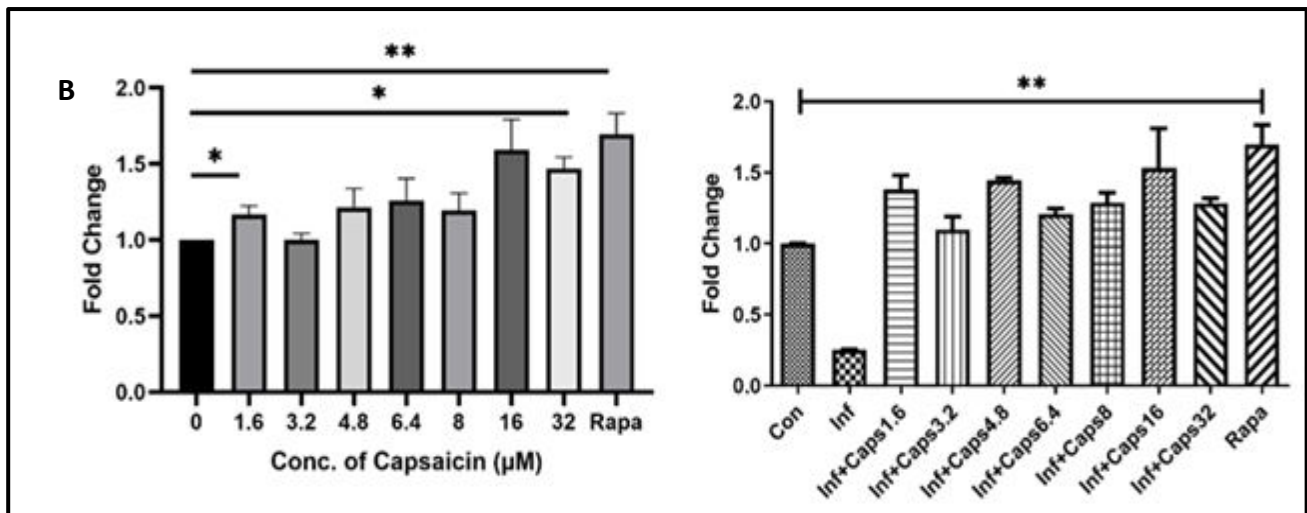 B
**
*
*
2.0
1.5
1.0
0.5
0.0
Fold Change
0 1.6 3.2 4.8 6.4 8 16 32 Rapa
Conc. of Capsaicin (µM)
**
2.0
1.5
1.0
0.5
0.0
Fold Change
Con
Inf
Inf+Caps1.6
Inf+Caps3.2
Inf+Caps4.8
Inf+Caps6.4
Inf+Caps8
Inf+Caps16
Inf+Caps32
Rapa